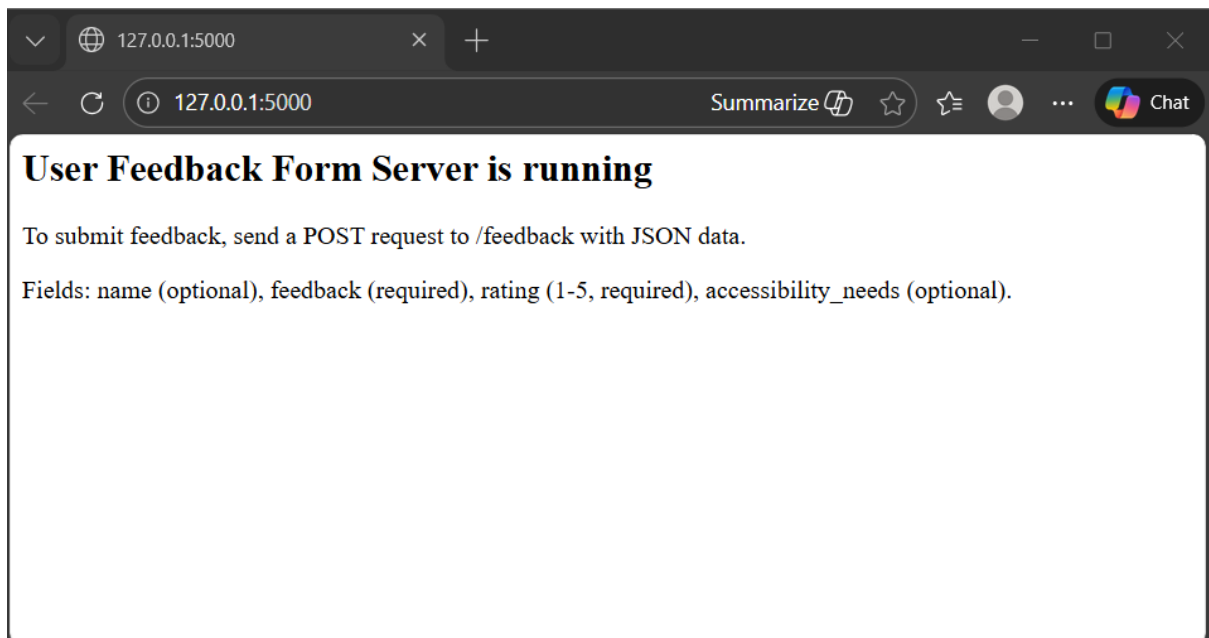 127.0.0.1:5000
127.0.0.1:5000 Summarize Chat
User Feedback Form Server is running
To submit feedback, send a POST request to /feedback with JSON data.
Fields: name (optional), feedback (required), rating (1-5, required), accessibility_needs (optional).